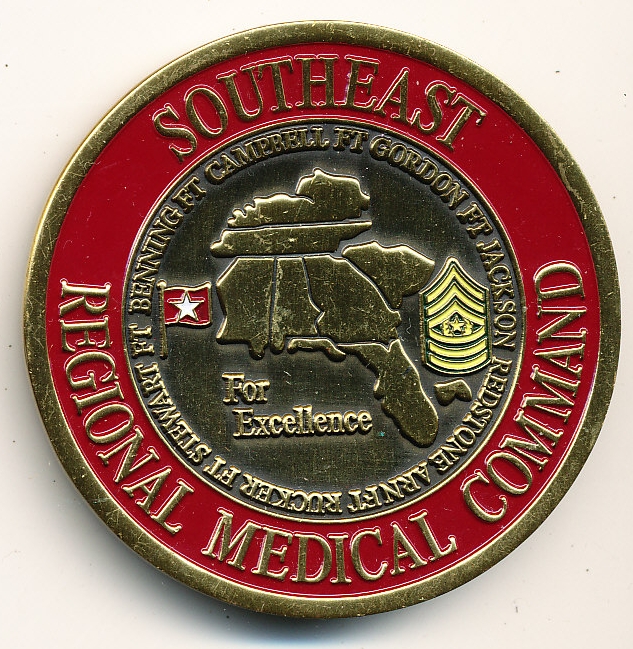 SOUTHEAST
REGIONAL MEDICAL COMMAND
FT BENNING FT CAMPBELL FT GORDON FT JACKSON REDSTONE ARN FT RUCKER FT STEWART
For
Excellence